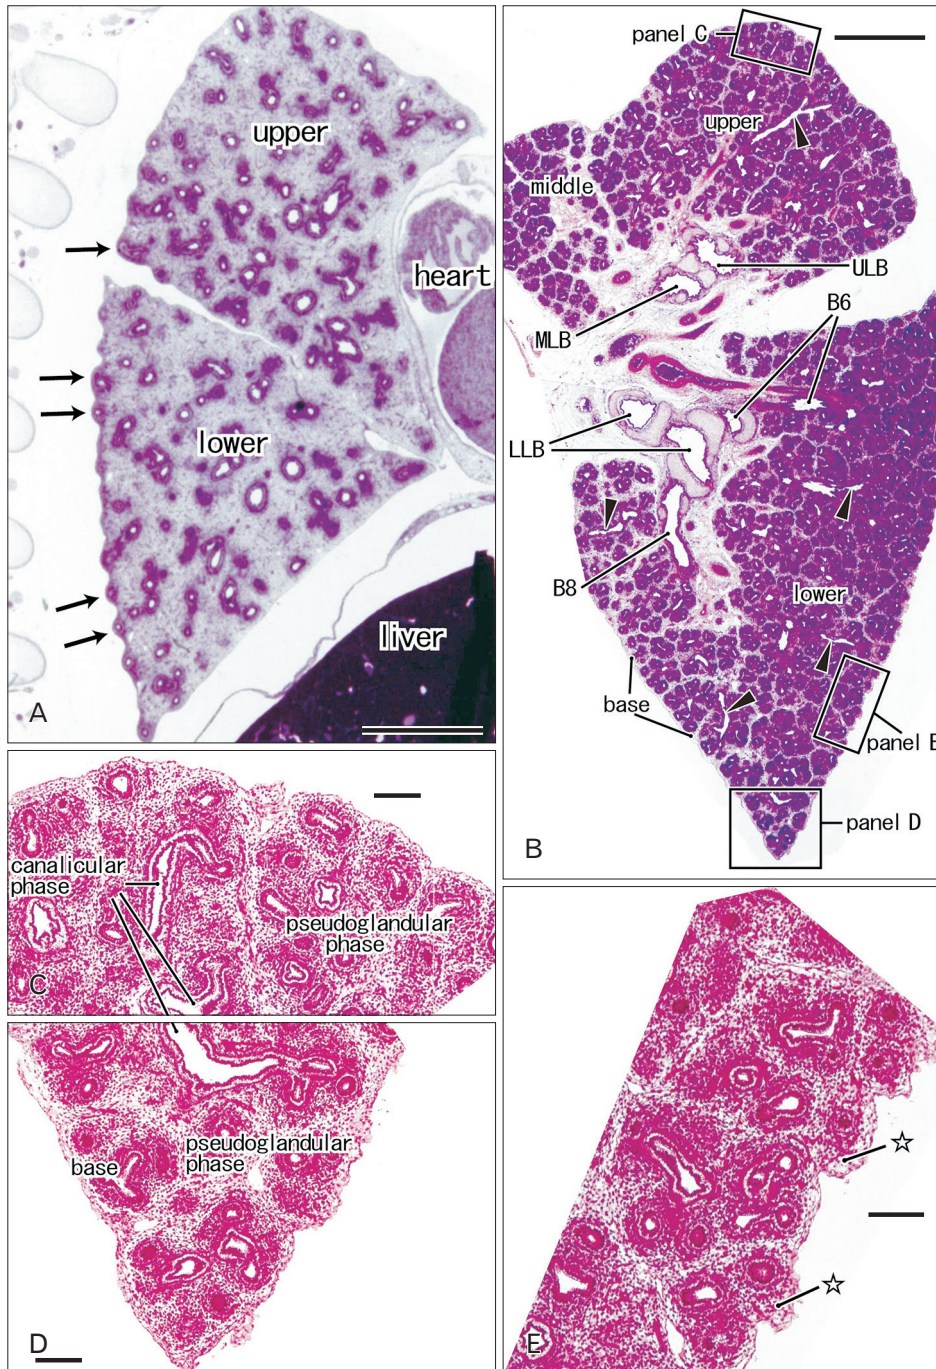 upper
heart
lower
liver
A
panel C
upper
middle
ULB
B6
MLB
LLB
B8
lower
base
panel E
panel D
B
canalicular
phase
pseudoglandular
phase
C
pseudoglandular
phase
base
D
E